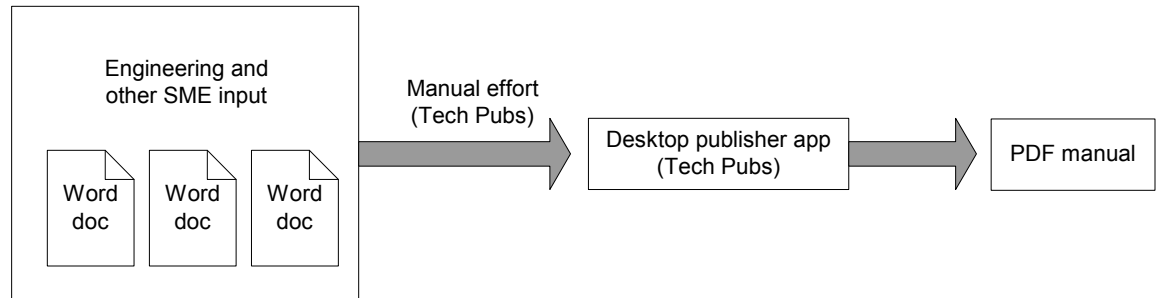 Engineering and
other SME input
Word
doc
Word
doc
Word
doc
Manual effort
(Tech Pubs)
Desktop publisher app
(Tech Pubs)
PDF manual